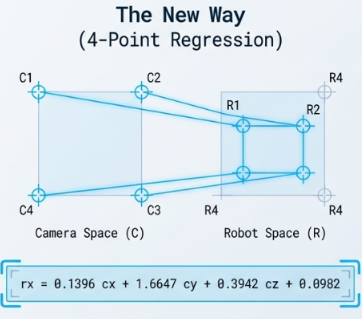 The New Way
(4-Point Regression)
C1
C2
R4
R1
R2
C4
C3
R4
R4
Camera Space (C)
Robot Space (R)
rx = 0.1396 cx + 1.6647 cy + 0.3942 cz + 0.0982